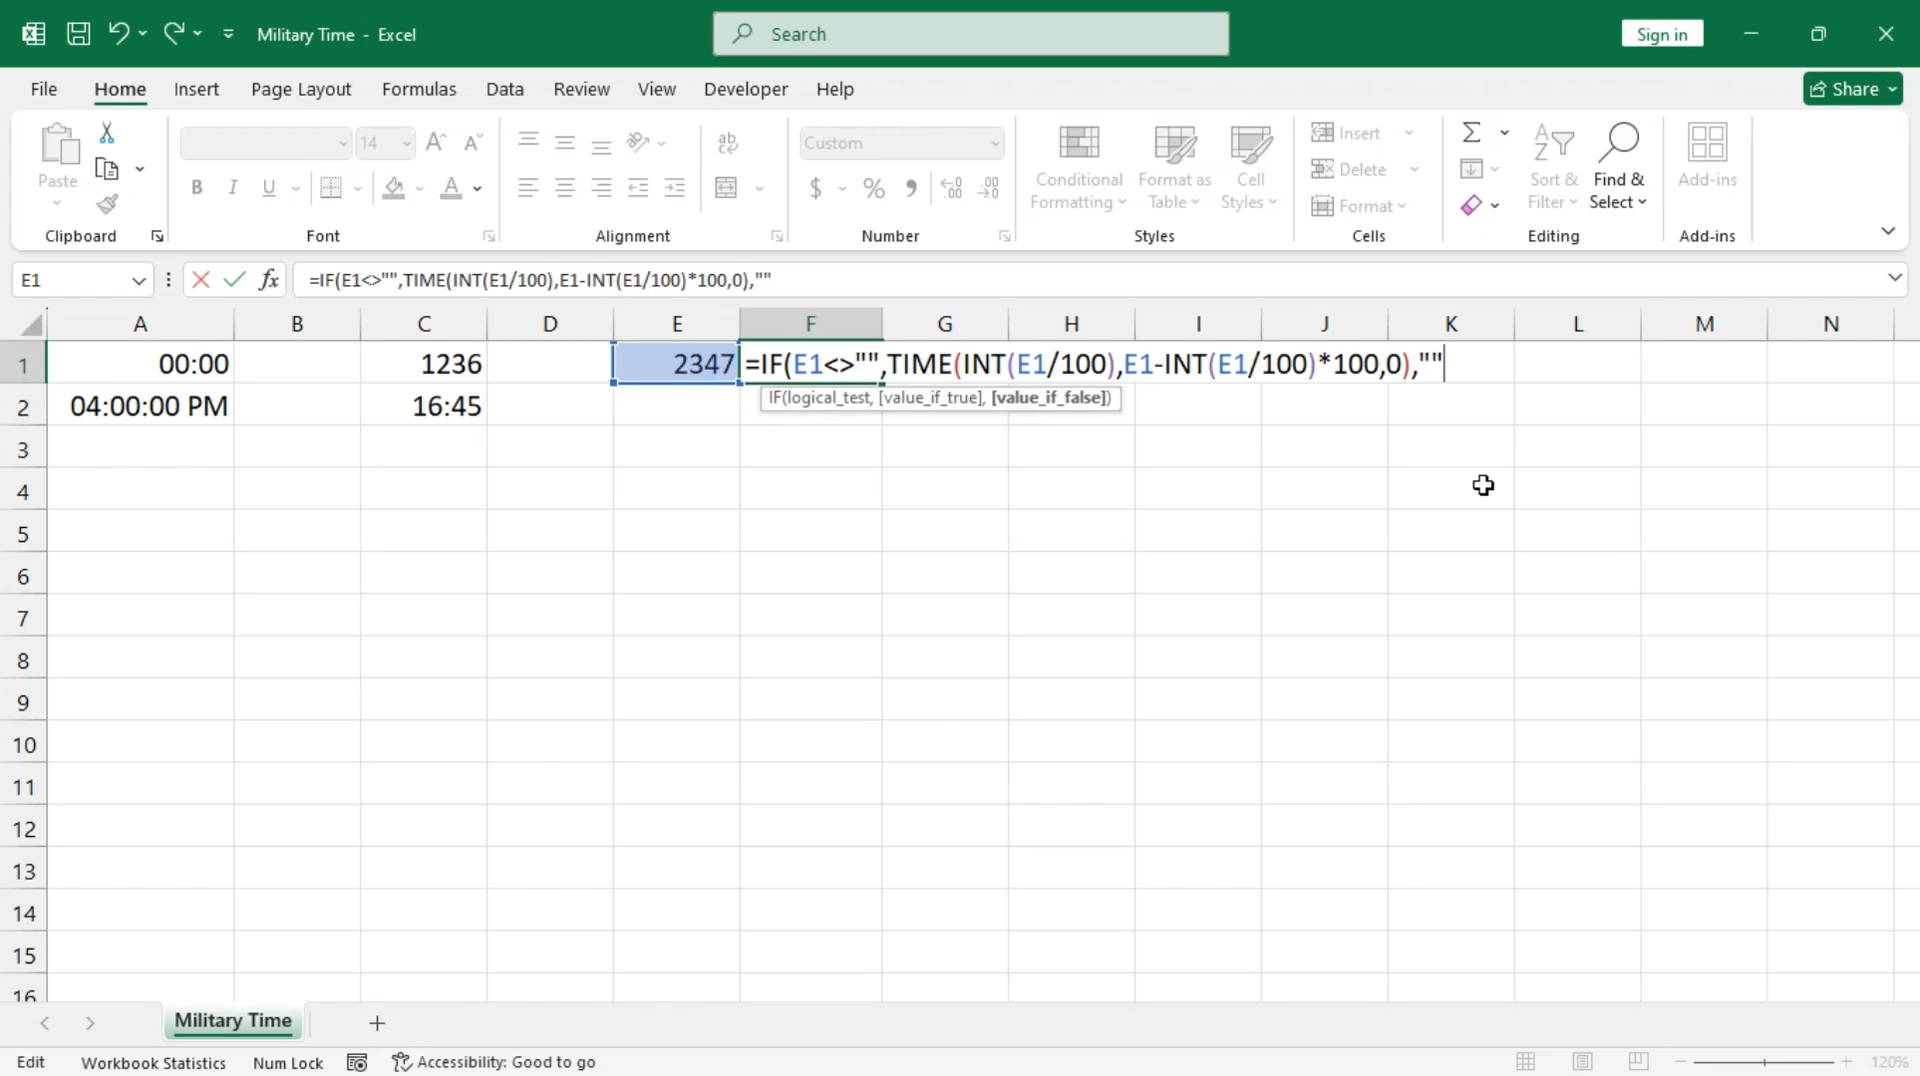 Military Time - Excel
Search
Sign in
File Home Insert Page Layout Formulas Data Review View Developer Help
Share
Paste
Clipboard
14
B I U
Font
Alignment
Custom
$ % ,
Number
Conditional Formatting
Format as Table
Cell Styles
Styles
Insert
Delete
Format
Cells
Sort & Filter
Find & Select
Editing
Add-ins
Add-ins
E1
fx
=IF(E1<>"",TIME(INT(E1/100),E1-INT(E1/100)*100,0),""
A B C D E F G H I J K L M N
1 00:00 1236 2347 =IF(E1<>"",TIME(INT(E1/100),E1-INT(E1/100)*100,0),""
2 04:00:00 PM 16:45 IF(logical_test, [value_if_true], [value_if_false])
3
4
5
6
7
8
9
10
11
12
13
14
15
16
Military Time
Edit Workbook Statistics Num Lock Accessibility: Good to go 120%